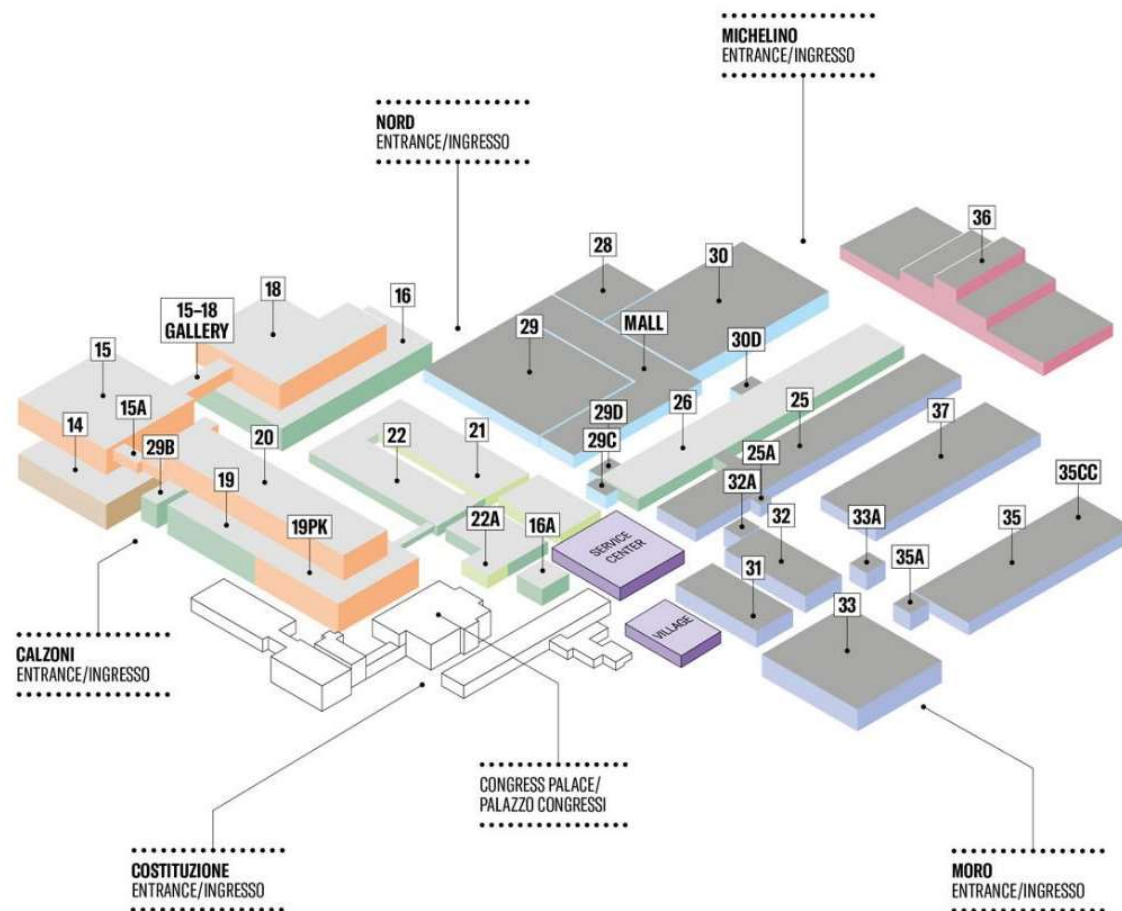 MICHELINO
ENTRANCE/INGRESSO
NORD
ENTRANCE/INGRESSO
36
28
30
18
16
15–18
GALLERY
MALL
15
29
30D
15A
14
29B
20
22
21
29D
29C
26
25
37
25A
32A
35CC
19
19PK
22A
16A
SERVICE
CENTER
32
33A
35
35A
31
33
VILLAGE
CALZONI
ENTRANCE/INGRESSO
CONGRESS PALACE/
PALAZZO CONGRESSI
COSTITUZIONE
ENTRANCE/INGRESSO
MORO
ENTRANCE/INGRESSO